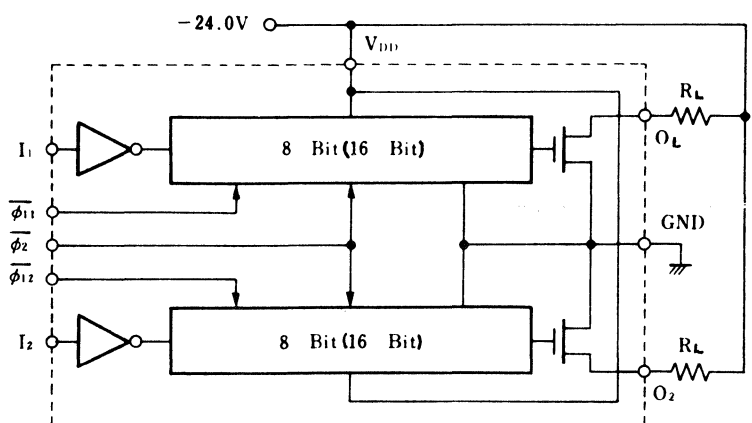 −24.0V
V_DD
R_L
I₁
8 Bit(16 Bit)
O_L
φ̅₁₁
GND
φ̅₂
φ̅₁₂
I₂
8 Bit(16 Bit)
R_L
O₂